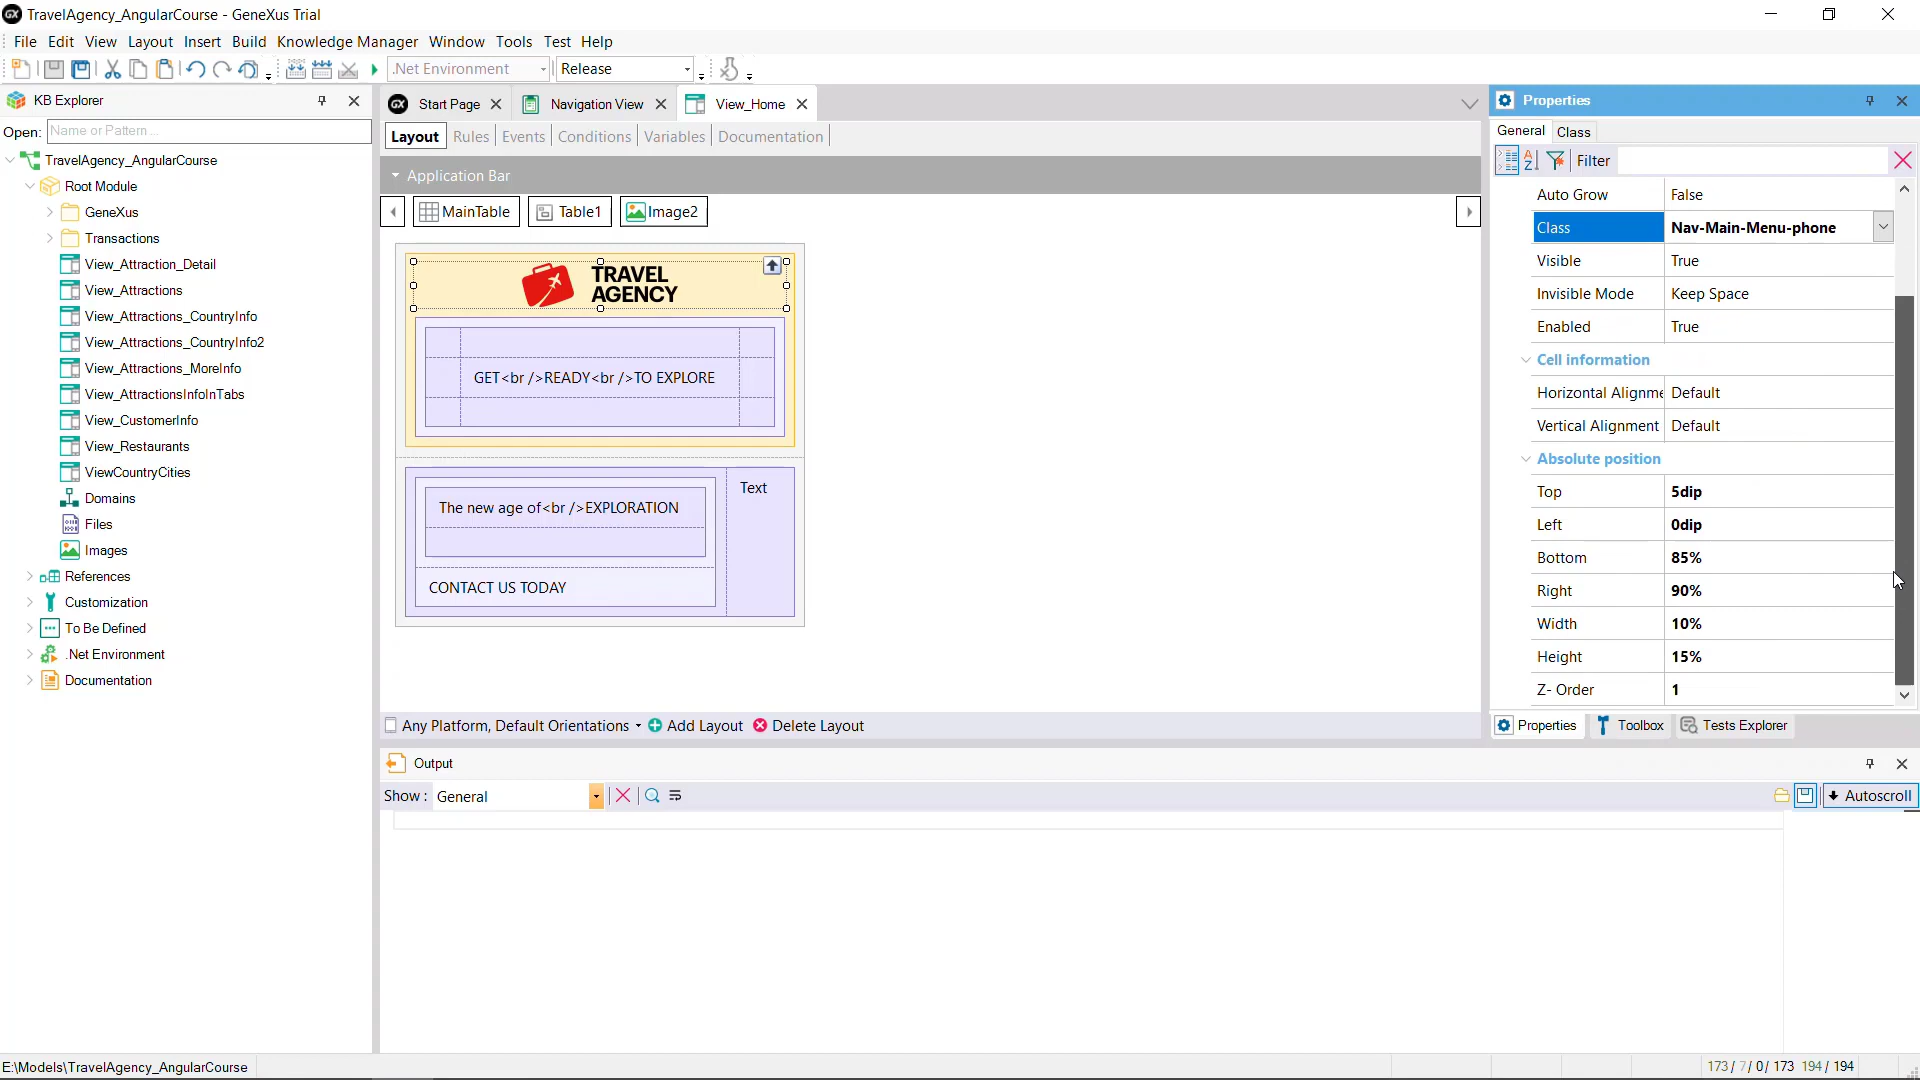 TravelAgency_AngularCourse - GeneXus Trial
File Edit View Layout Insert Build Knowledge Manager Window Tools Test Help
.Net Environment Release
KB Explorer
Open: Name or Pattern ...
TravelAgency_AngularCourse
Root Module
GeneXus
Transactions
View_Attraction_Detail
View_Attractions
View_Attractions_CountryInfo
View_Attractions_CountryInfo2
View_Attractions_MoreInfo
View_AttractionsInfoInTabs
View_CustomerInfo
View_Restaurants
ViewCountryCities
Domains
Files
Images
References
Customization
To Be Defined
.Net Environment
Documentation
Start Page Navigation View View_Home
Layout Rules Events Conditions Variables Documentation
Application Bar
MainTable Table1 Image2
TRAVEL
AGENCY
GET<br />READY<br />TO EXPLORE
The new age of<br />EXPLORATION
Text
CONTACT US TODAY
Any Platform, Default Orientations Add Layout Delete Layout
Output
Show : General
Autoscroll
Properties
General Class
Filter
Auto Grow False
Class Nav-Main-Menu-phone
Visible True
Invisible Mode Keep Space
Enabled True
Cell information
Horizontal Alignme Default
Vertical Alignment Default
Absolute position
Top 5dip
Left 0dip
Bottom 85%
Right 90%
Width 10%
Height 15%
Z- Order 1
Properties Toolbox Tests Explorer
E:\Models\TravelAgency_AngularCourse
173/ 7/ 0/ 173 194 / 194